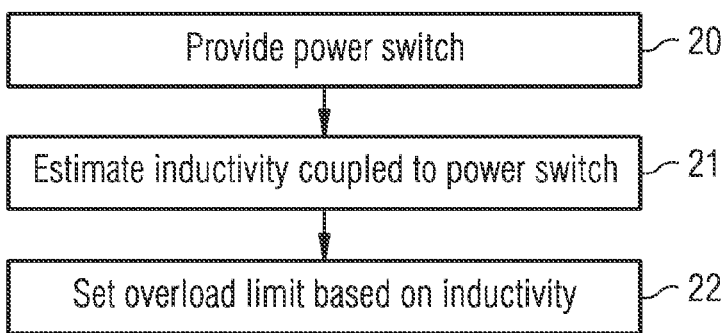 Provide power switch 20
Estimate inductivity coupled to power switch 21
Set overload limit based on inductivity 22